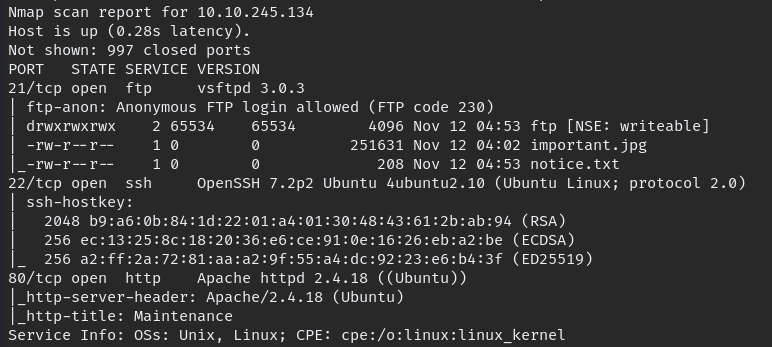 Nmap scan report for 10.10.245.134
Host is up (0.28s latency).
Not shown: 997 closed ports
PORT   STATE SERVICE VERSION
21/tcp open  ftp     vsftpd 3.0.3
| ftp-anon: Anonymous FTP login allowed (FTP code 230)
| drwxrwxrwx    2 65534    65534        4096 Nov 12 04:53 ftp [NSE: writeable]
| -rw-r--r--    1 0        0          251631 Nov 12 04:02 important.jpg
|_-rw-r--r--    1 0        0             208 Nov 12 04:53 notice.txt
22/tcp open  ssh     OpenSSH 7.2p2 Ubuntu 4ubuntu2.10 (Ubuntu Linux; protocol 2.0)
| ssh-hostkey:
|   2048 b9:a6:0b:84:1d:22:01:a4:01:30:48:43:61:2b:ab:94 (RSA)
|   256 ec:13:25:8c:18:20:36:e6:ce:91:0e:16:26:eb:a2:be (ECDSA)
|_  256 a2:ff:2a:72:81:aa:a2:9f:55:a4:dc:92:23:e6:b4:3f (ED25519)
80/tcp open  http    Apache httpd 2.4.18 ((Ubuntu))
|_http-server-header: Apache/2.4.18 (Ubuntu)
|_http-title: Maintenance
Service Info: OSs: Unix, Linux; CPE: cpe:/o:linux:linux_kernel